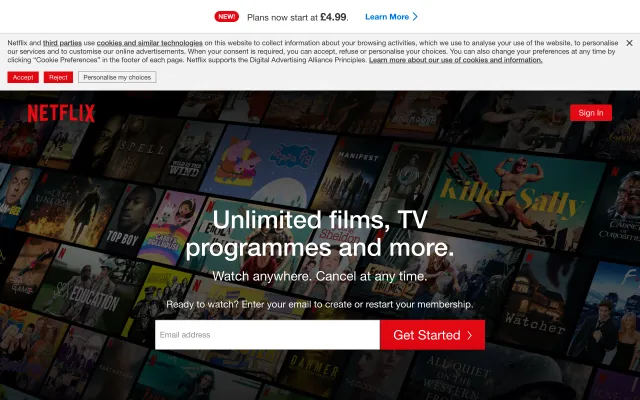 NEW! Plans now start at £4.99. Learn More
Netflix and third parties use cookies and similar technologies on this website to collect information about your browsing activities, which we use to analyse your use of the website, to personalise
our services and to customise our online advertisements. When your consent is required, you can accept, refuse or personalise your choices. You can also change your preferences at any time by
clicking “Cookie Preferences” in the footer of each page. Netflix supports the Digital Advertising Alliance Principles. Learn more about our use of cookies and information.
Accept Reject Personalise my choices
NETFLIX
Sign In
SPELL
MANIFEST
Killer Sally
TOP BOY
Sheldon
Unlimited films, TV
programmes and more.
Watch anywhere. Cancel at any time.
SEX EDUCATION
Ready to watch? Enter your email to create or restart your membership.
Watcher
Email address
Get Started
DAHMER
ALL QUIET
ON THE
WESTERN